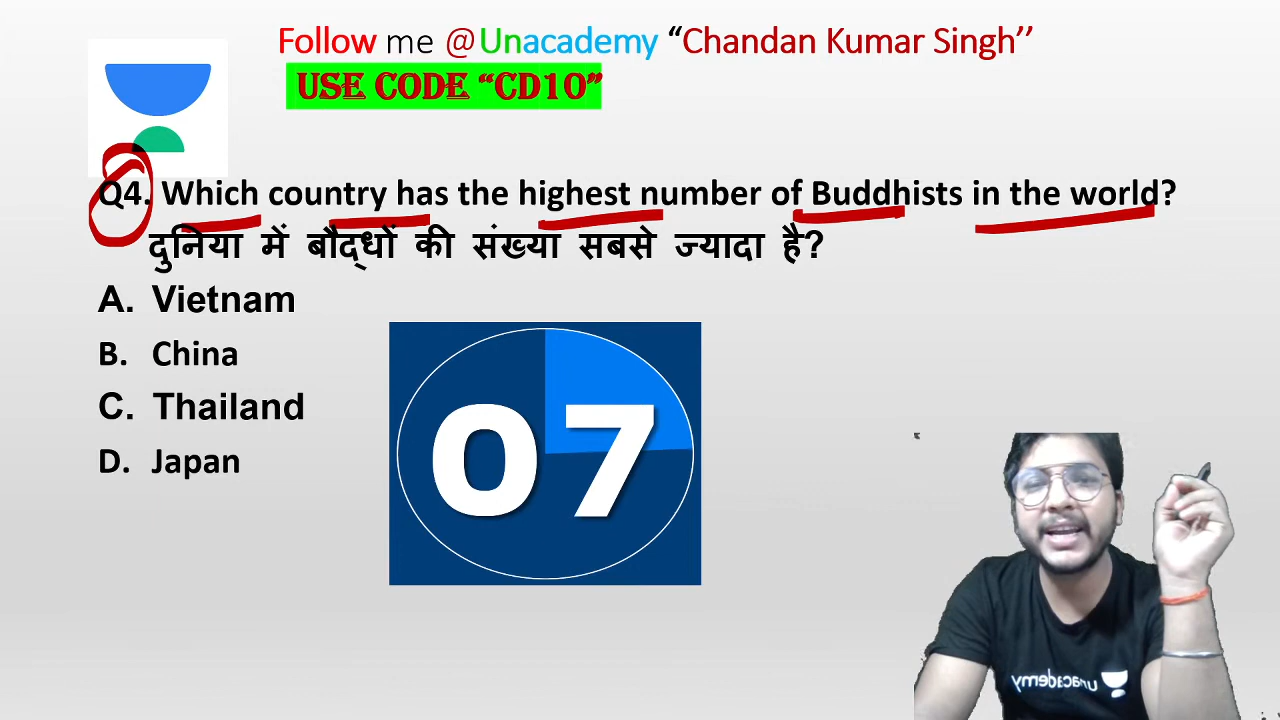 Follow me @Unacademy “Chandan Kumar Singh’’
USE CODE “CD10”
Q4. Which country has the highest number of Buddhists in the world?
दुनिया में बौद्धों की संख्या सबसे ज्यादा है?
A. Vietnam
B. China
C. Thailand
D. Japan
07
unacademy